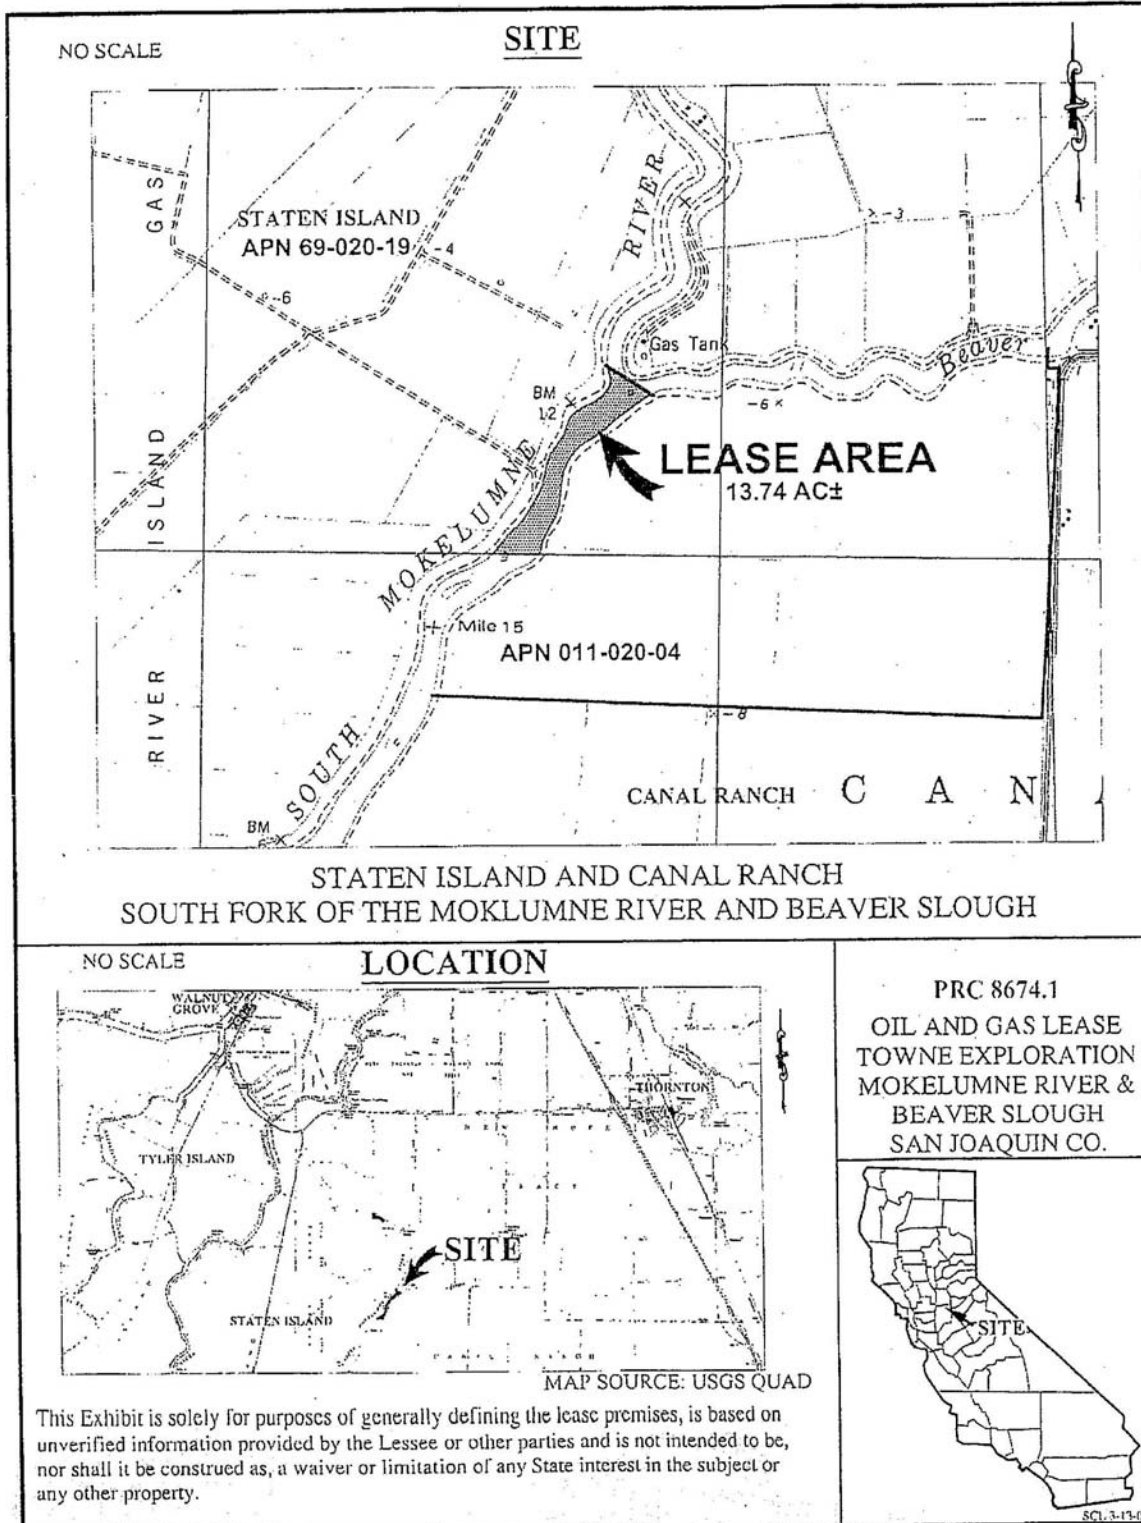 NO SCALE
SITE
GAS
ISLAND
RIVER
STATEN ISLAND
APN 69-020-19
-4
-6
RIVER
-3
Gas Tank
Beaver
BM
12
-6
LEASE AREA
13.74 AC±
SOUTH MOKELUMNE
Mile 15
APN 011-020-04
-8
BM
CANAL RANCH
C A N
STATEN ISLAND AND CANAL RANCH
SOUTH FORK OF THE MOKLUMNE RIVER AND BEAVER SLOUGH
NO SCALE
LOCATION
WALNUT
GROVE
THORNTON
NEW HOPE
TRACT
TYLER ISLAND
SITE
STATEN ISLAND
CANAL RANCH
MAP SOURCE: USGS QUAD
This Exhibit is solely for purposes of generally defining the lease premises, is based on
unverified information provided by the Lessee or other parties and is not intended to be,
nor shall it be construed as, a waiver or limitation of any State interest in the subject or
any other property.
PRC 8674.1
OIL AND GAS LEASE
TOWNE EXPLORATION
MOKELUMNE RIVER &
BEAVER SLOUGH
SAN JOAQUIN CO.
SITE